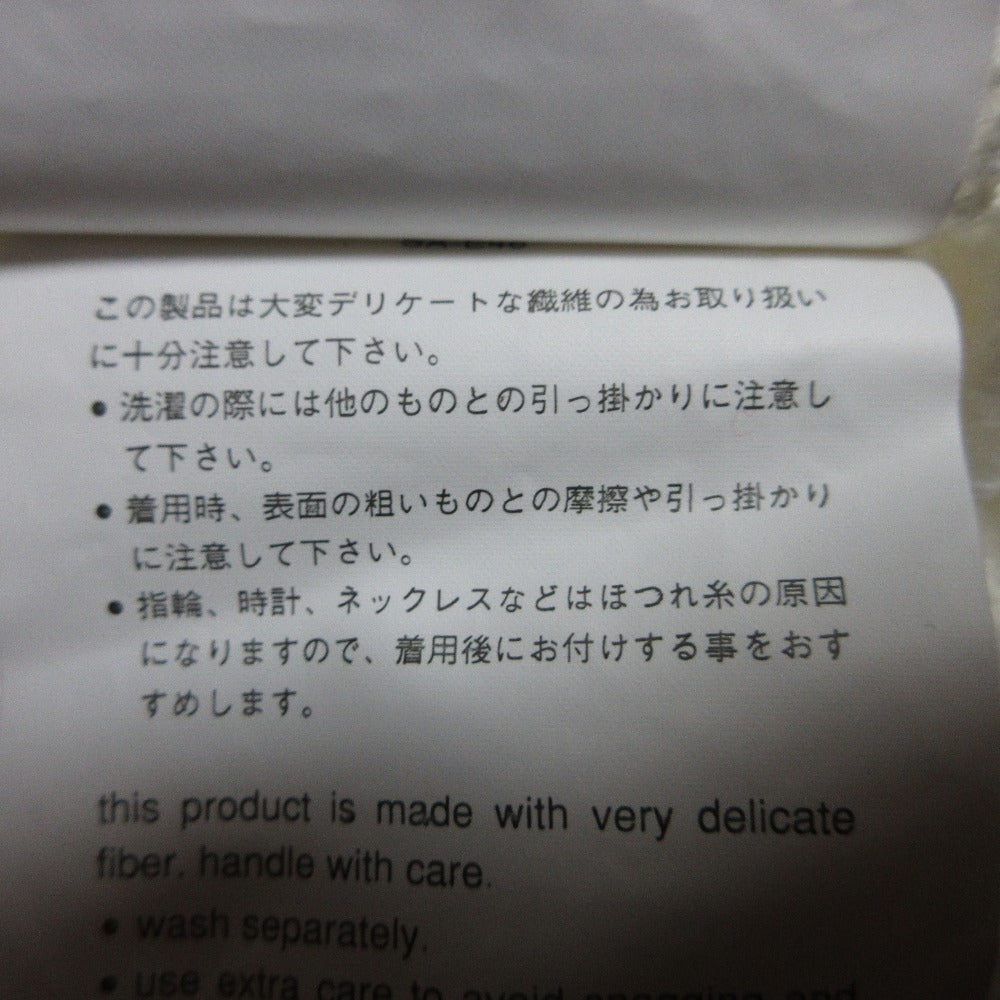 この製品は大変デリケートな繊維の為お取り扱い
に十分注意して下さい。
● 洗濯の際には他のものとの引っ掛かりに注意し
て下さい。
● 着用時、表面の粗いものとの摩擦や引っ掛かり
に注意して下さい。
● 指輪、時計、ネックレスなどはほつれ糸の原因
になりますので、着用後にお付けする事をおす
すめします。
this product is made with very delicate
fiber. handle with care.
● wash separately.
● use extra care to avoid snagging and